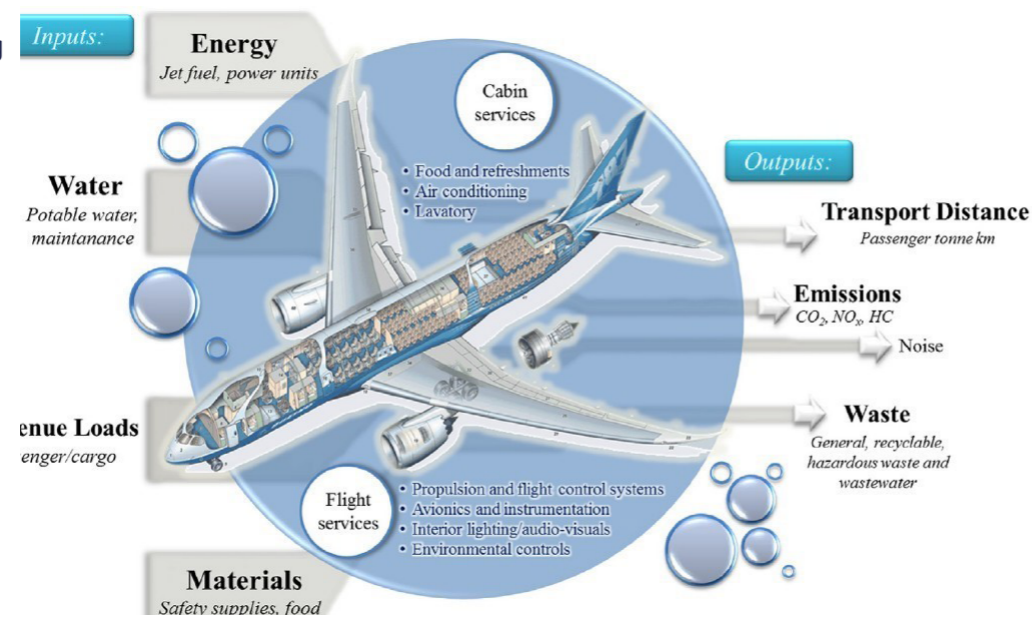 Inputs:
Energy
Jet fuel, power units
Water
Potable water,
maintanance
enue Loads
enger/cargo
Materials
Safety supplies, food
Cabin
services
• Food and refreshments
• Air conditioning
• Lavatory
Flight
services
• Propulsion and flight control systems
• Avionics and instrumentation
• Interior lighting/audio-visuals
• Environmental controls
Outputs:
Transport Distance
Passenger tonne km
Emissions
CO₂, NOₓ, HC
Noise
Waste
General, recyclable,
hazardous waste and
wastewater